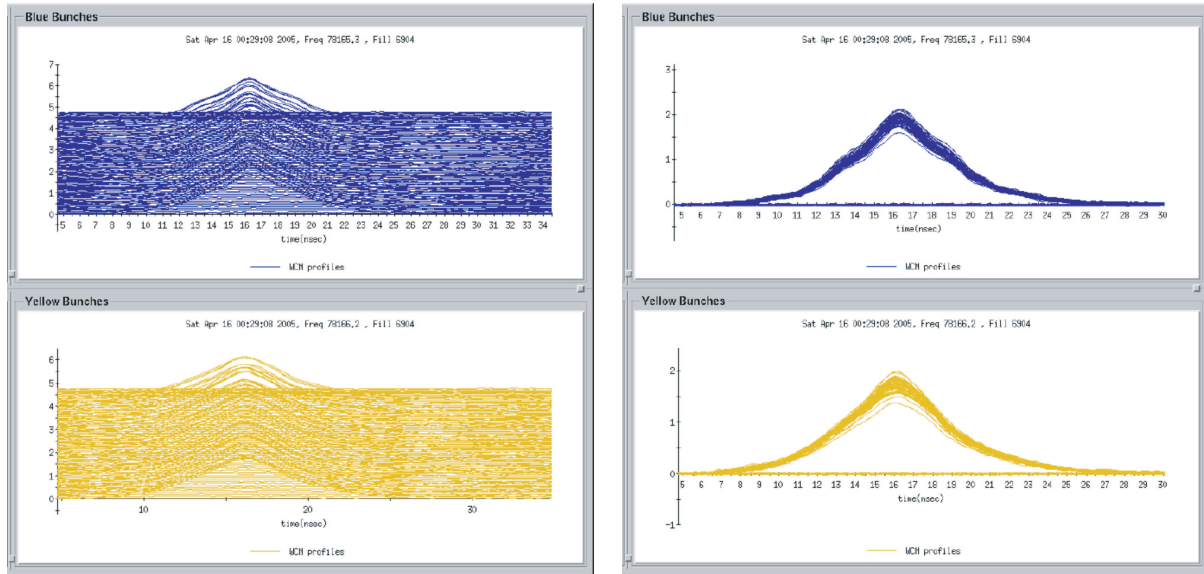 Blue Bunches
Sat Apr 16 00:29:08 2005, Freq 78165.3 , Fill 6904
7
6
5
4
3
2
1
0
5 6 7 8 9 10 11 12 13 14 15 16 17 18 19 20 21 22 23 24 25 26 27 28 29 30 31 32 33 34
time(nsec)
WCM profiles
Yellow Bunches
Sat Apr 16 00:29:08 2005, Freq 78166.2 , Fill 6904
6
5
4
3
2
1
0
10 20 30
time(nsec)
WCM profiles
Blue Bunches
Sat Apr 16 00:29:08 2005, Freq 78165.3 , Fill 6904
3
2
1
0
5 6 7 8 9 10 11 12 13 14 15 16 17 18 19 20 21 22 23 24 25 26 27 28 29 30
time(nsec)
WCM profiles
Yellow Bunches
Sat Apr 16 00:29:08 2005, Freq 78166.2 , Fill 6904
2
1
0
5 6 7 8 9 10 11 12 13 14 15 16 17 18 19 20 21 22 23 24 25 26 27 28 29 30
time(nsec)
-1
WCM profiles